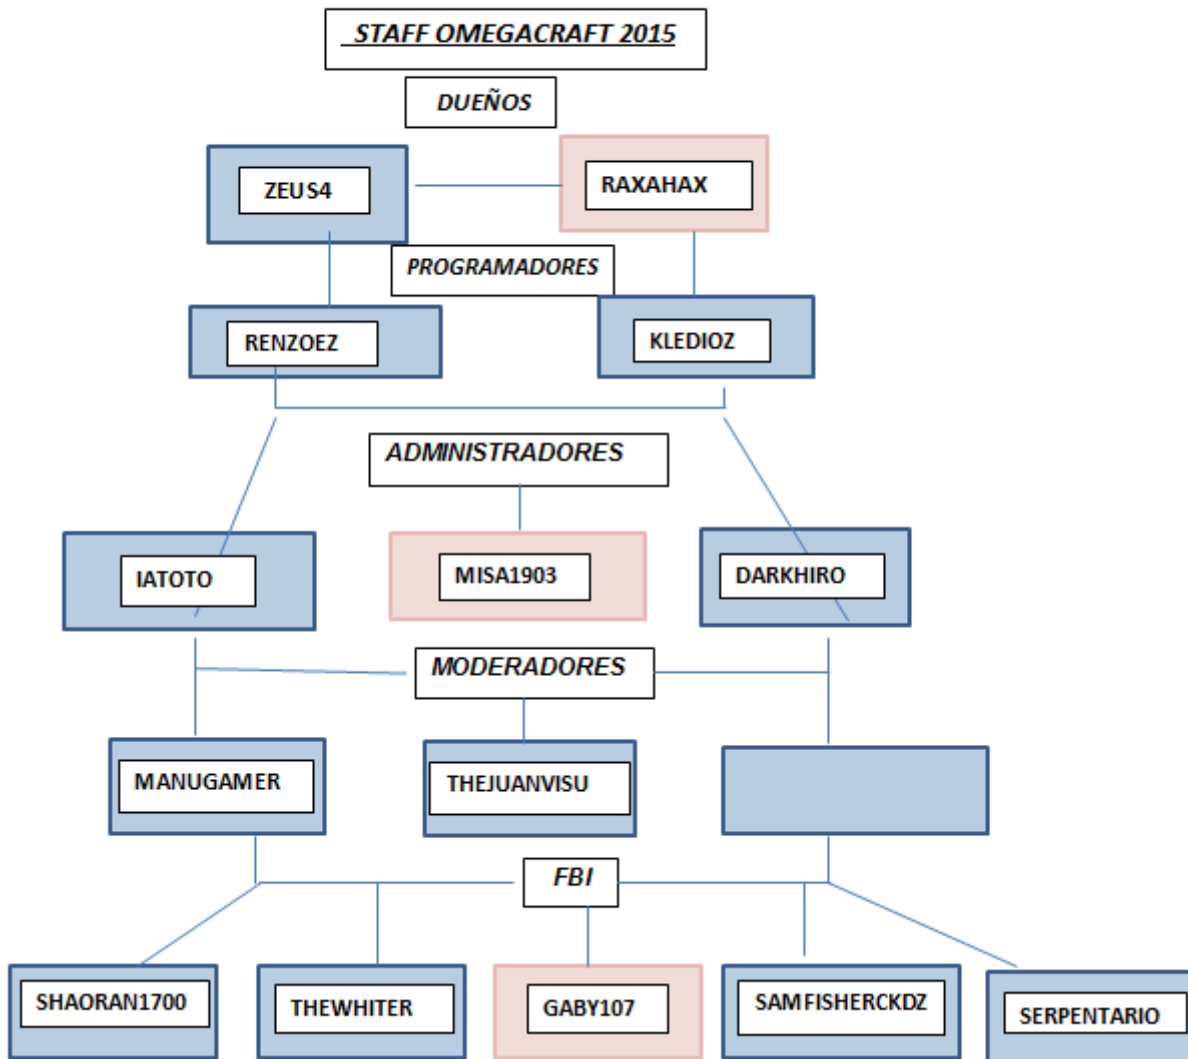 STAFF OMEGACRAFT 2015
DUEÑOS
ZEUS4
RAXAHAX
PROGRAMADORES
RENZOEZ
KLEDIOZ
ADMINISTRADORES
IATOTO
MISA1903
DARKHIRO
MODERADORES
MANUGAMER
THEJUANVISU
FBI
SHAORAN1700
THEWHITER
GABY107
SAMFISHERCKDZ
SERPENTARIO